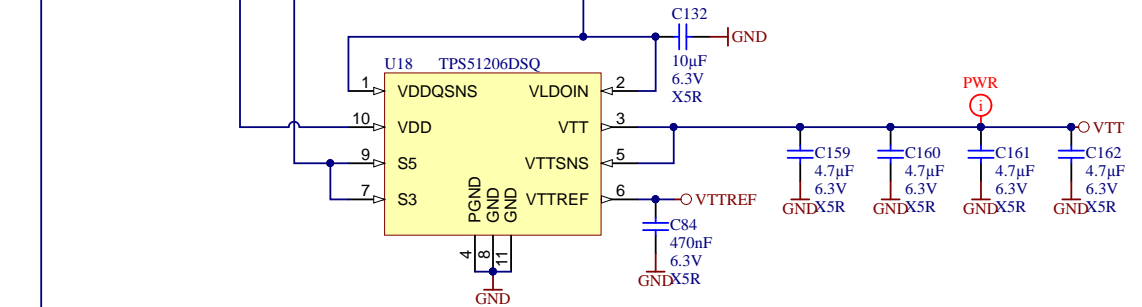 C132
GND
10µF
6.3V
X5R
U18 TPS51206DSQ
1 VDDQSNS VLDOIN 2
10 VDD VTT 3
9 S5 VTTSNS 5
7 S3 VTTREF 6
PGND
GND
GND
4
8
11
GND
VTTREF
C84
470nF
6.3V
X5R
GND
PWR
i
VTT
C159
4.7µF
6.3V
X5R
GND
C160
4.7µF
6.3V
X5R
GND
C161
4.7µF
6.3V
X5R
GND
C162
4.7µF
6.3V
X5R
GND